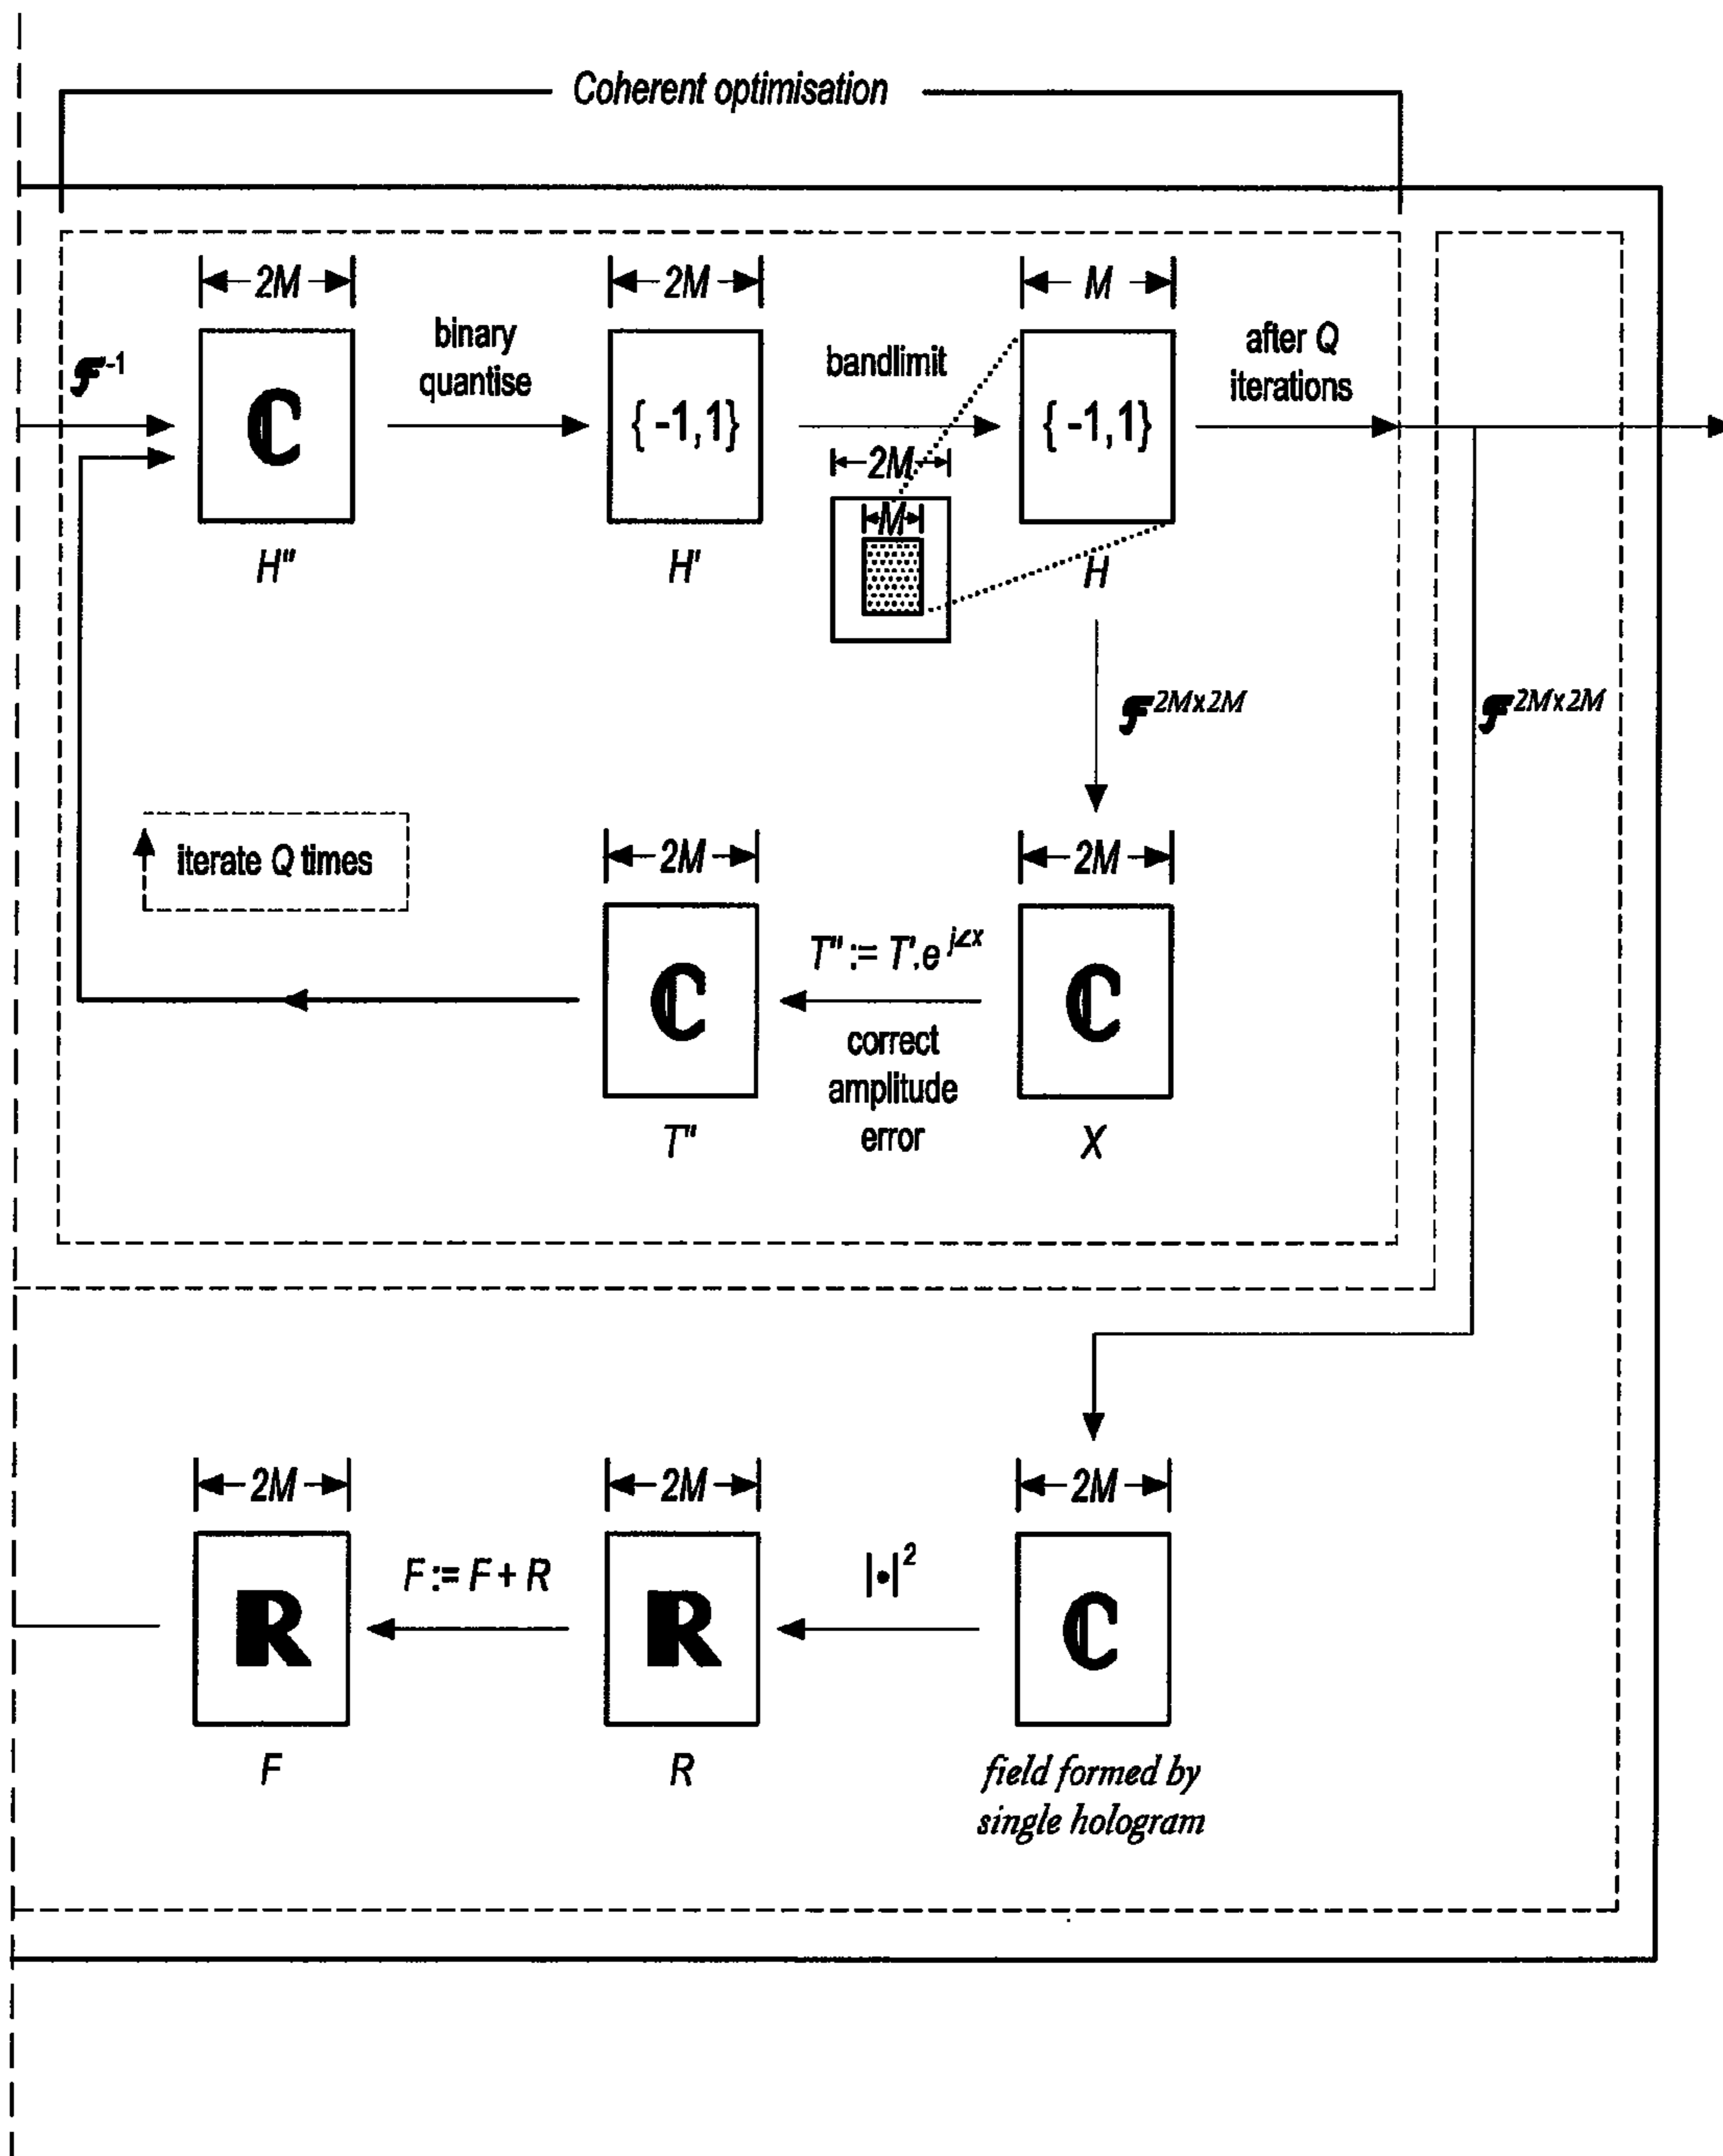 Coherent optimisation
2M
2M
M
𝓕-1
binary
quantise
bandlimit
after Q
iterations
ℂ
{ -1,1}
{ -1,1}
2M
M
H"
H'
H
𝓕2Mx2M
𝓕2Mx2M
iterate Q times
2M
2M
T" := T'.e j∠x
ℂ
ℂ
correct
amplitude
error
T"
X
2M
2M
2M
F := F + R
|•|2
ℝ
ℝ
ℂ
F
R
field formed by
single hologram